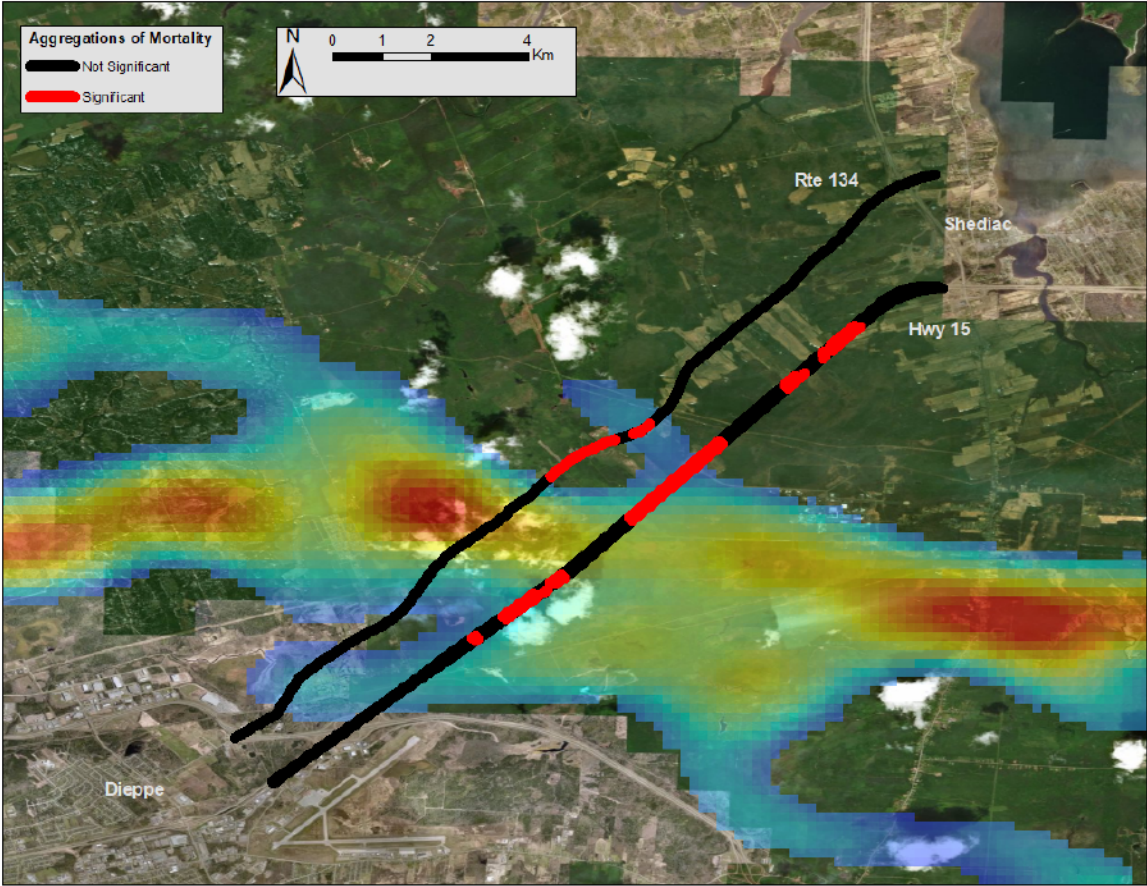 Aggregations of Mortality
Not Significant
Significant
N
0 1 2 4
Km
Rte 134
Shediac
Hwy 15
Dieppe